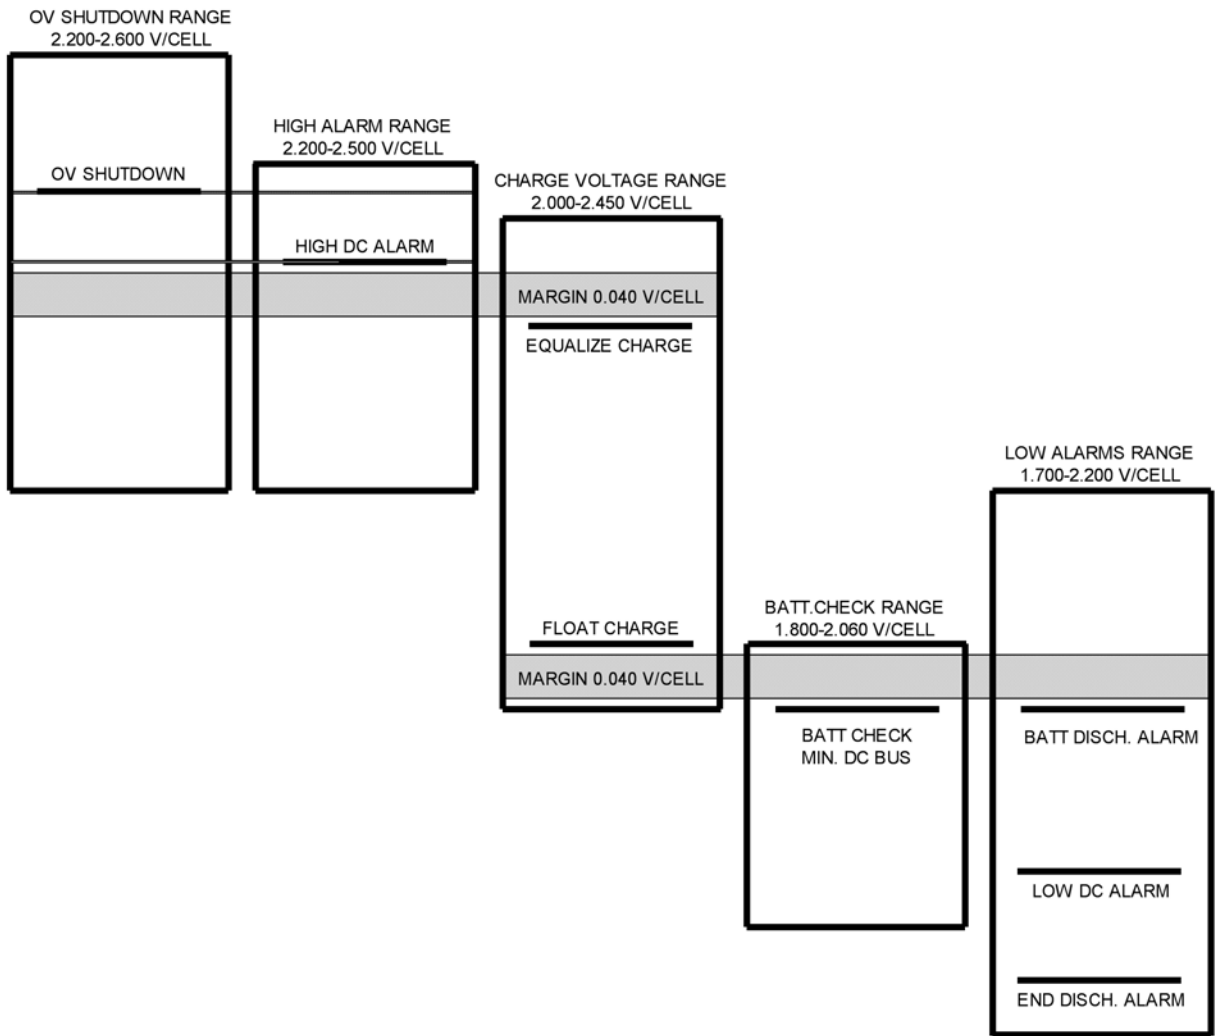 OV SHUTDOWN RANGE
2.200-2.600 V/CELL
OV SHUTDOWN
HIGH ALARM RANGE
2.200-2.500 V/CELL
HIGH DC ALARM
CHARGE VOLTAGE RANGE
2.000-2.450 V/CELL
MARGIN 0.040 V/CELL
EQUALIZE CHARGE
FLOAT CHARGE
MARGIN 0.040 V/CELL
BATT.CHECK RANGE
1.800-2.060 V/CELL
BATT CHECK
MIN. DC BUS
LOW ALARMS RANGE
1.700-2.200 V/CELL
BATT DISCH. ALARM
LOW DC ALARM
END DISCH. ALARM